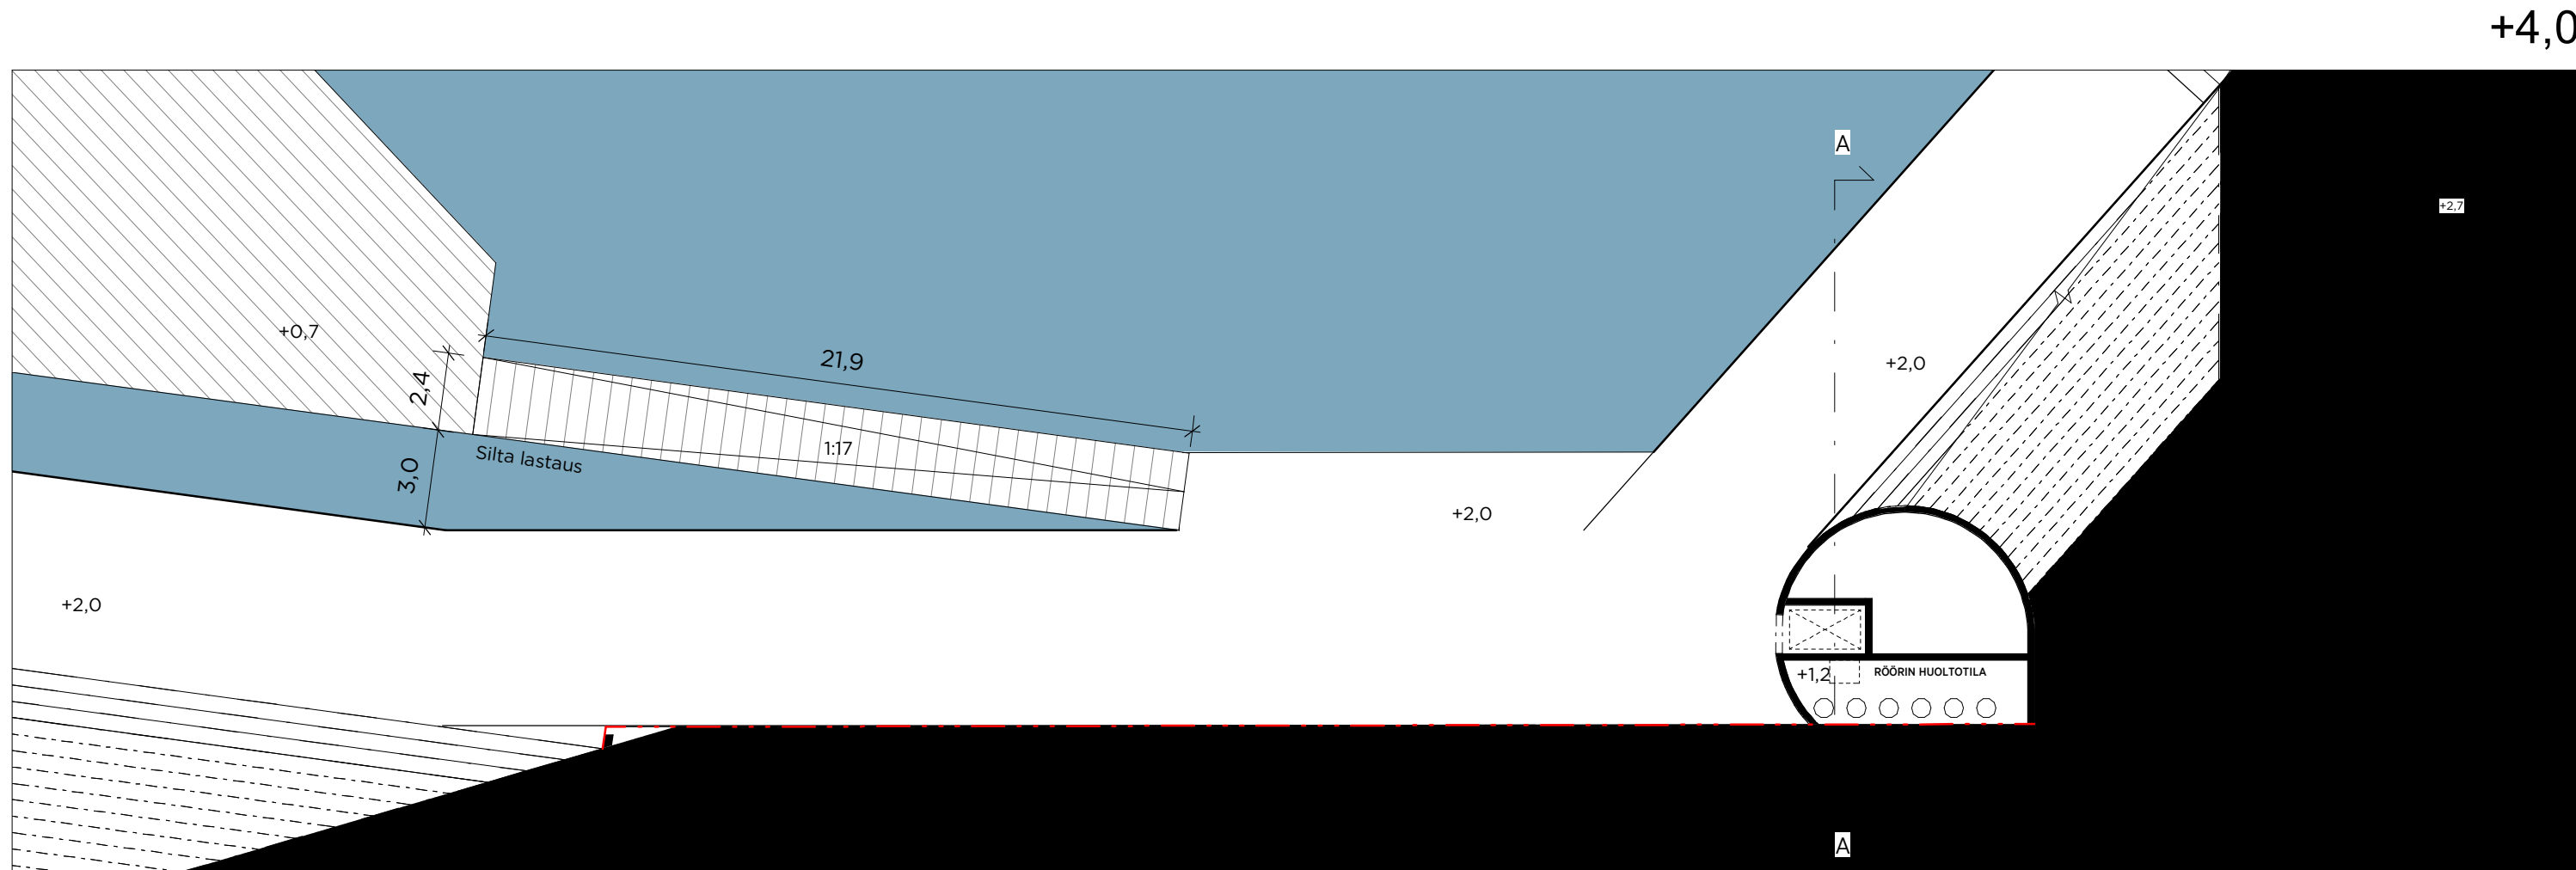 +4,0
A
+2,7
+0,7
21,9
2,4
+2,0
1:17
Silta lastaus
3,0
+2,0
+2,0
+1,2
RÖÖRIN HUOLTOTILA
A